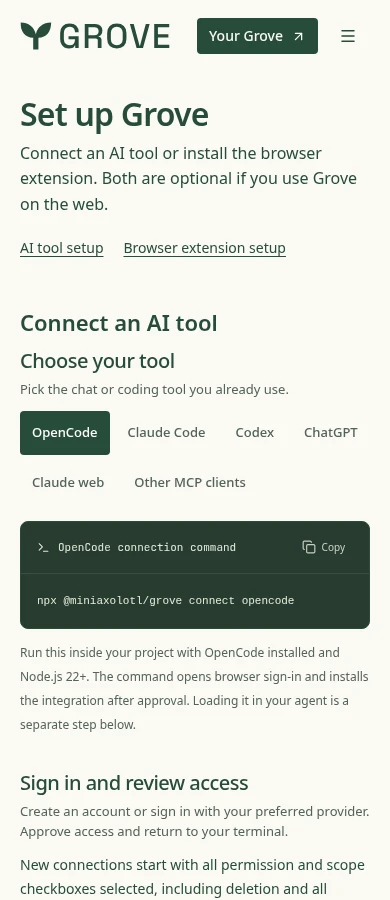 GROVE
Your Grove
Set up Grove
Connect an AI tool or install the browser
extension. Both are optional if you use Grove
on the web.
AI tool setup Browser extension setup
Connect an AI tool
Choose your tool
Pick the chat or coding tool you already use.
OpenCode Claude Code Codex ChatGPT
Claude web Other MCP clients
OpenCode connection command Copy
npx @miniaxolotl/grove connect opencode
Run this inside your project with OpenCode installed and
Node.js 22+. The command opens browser sign-in and installs
the integration after approval. Loading it in your agent is a
separate step below.
Sign in and review access
Create an account or sign in with your preferred provider.
Approve access and return to your terminal.
New connections start with all permission and scope
checkboxes selected, including deletion and all